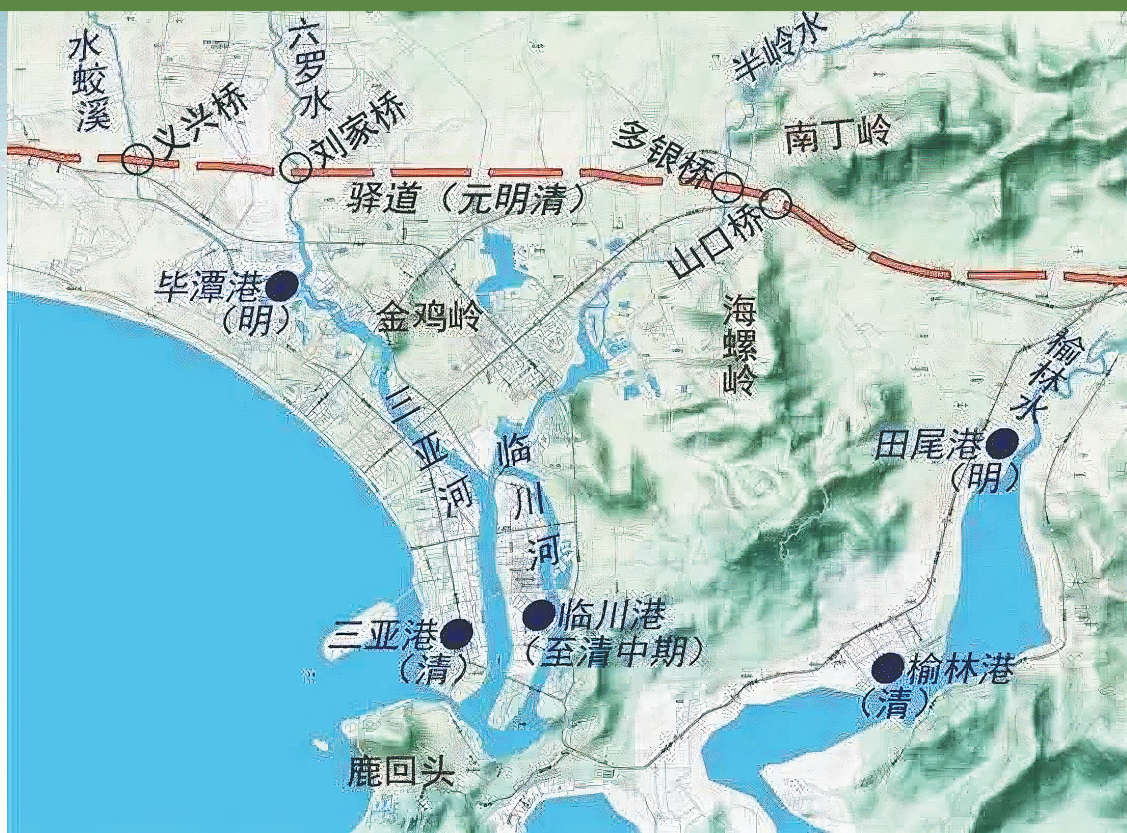 水蛟溪
六罗水
半岭水
义兴桥
刘家桥
多银桥
南丁岭
驿道（元明清）
山口桥
毕潭港
（明）
金鸡岭
海螺岭
榆林水
三亚河
临川河
田尾港
（明）
三亚港
（清）
临川港
（至清中期）
榆林港
（清）
鹿回头